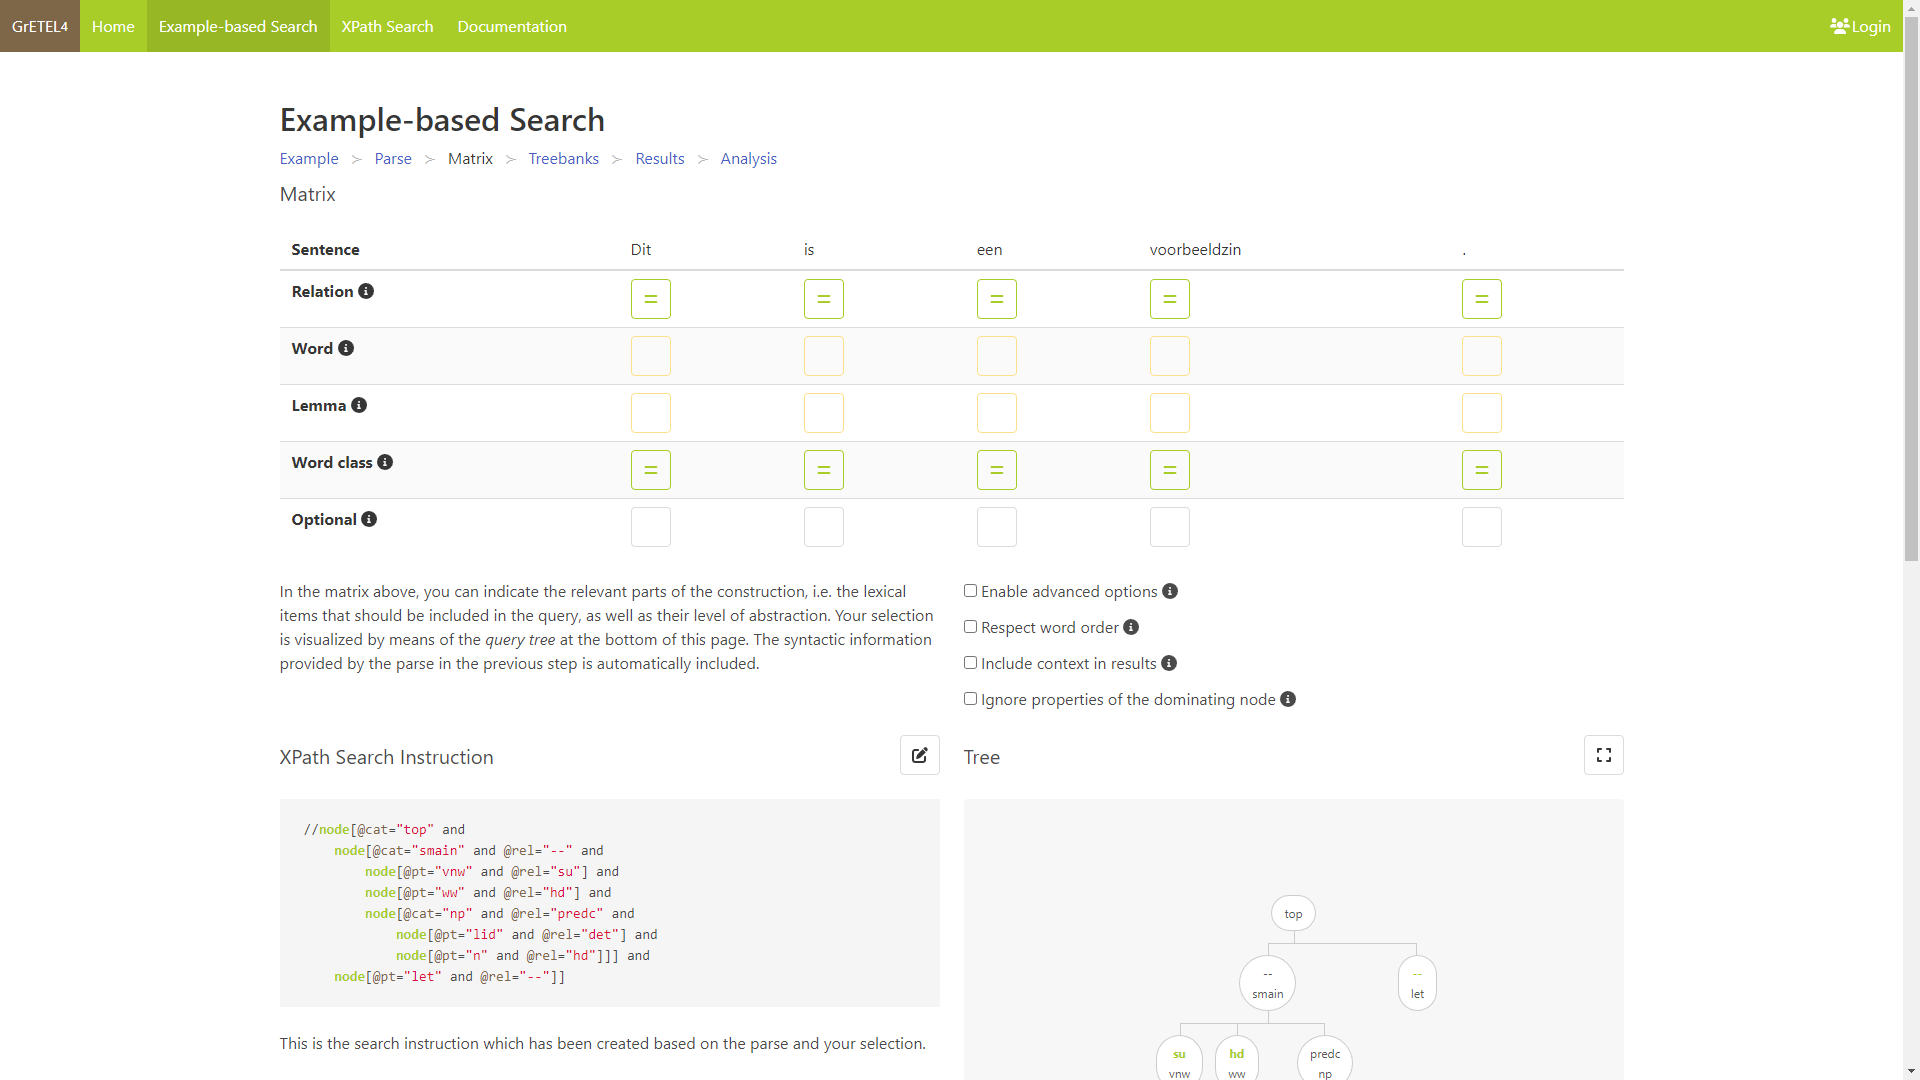 GrETEL4 Home Example-based Search XPath Search Documentation Login
Example-based Search
Example > Parse > Matrix > Treebanks > Results > Analysis
Matrix
Sentence Dit is een voorbeeldzin .
Relation = = = = =
Word
Lemma
Word class = = = = =
Optional
In the matrix above, you can indicate the relevant parts of the construction, i.e. the lexical
items that should be included in the query, as well as their level of abstraction. Your selection
is visualized by means of the query tree at the bottom of this page. The syntactic information
provided by the parse in the previous step is automatically included.
Enable advanced options
Respect word order
Include context in results
Ignore properties of the dominating node
XPath Search Instruction
//node[@cat="top" and
node[@cat="smain" and @rel="--" and
node[@pt="vnw" and @rel="su"] and
node[@pt="ww" and @rel="hd"] and
node[@cat="np" and @rel="predc" and
node[@pt="lid" and @rel="det"] and
node[@pt="n" and @rel="hd"]]] and
node[@pt="let" and @rel="--"]]
This is the search instruction which has been created based on the parse and your selection.
Tree
top
-- --
smain let
su hd predc
vnw ww np